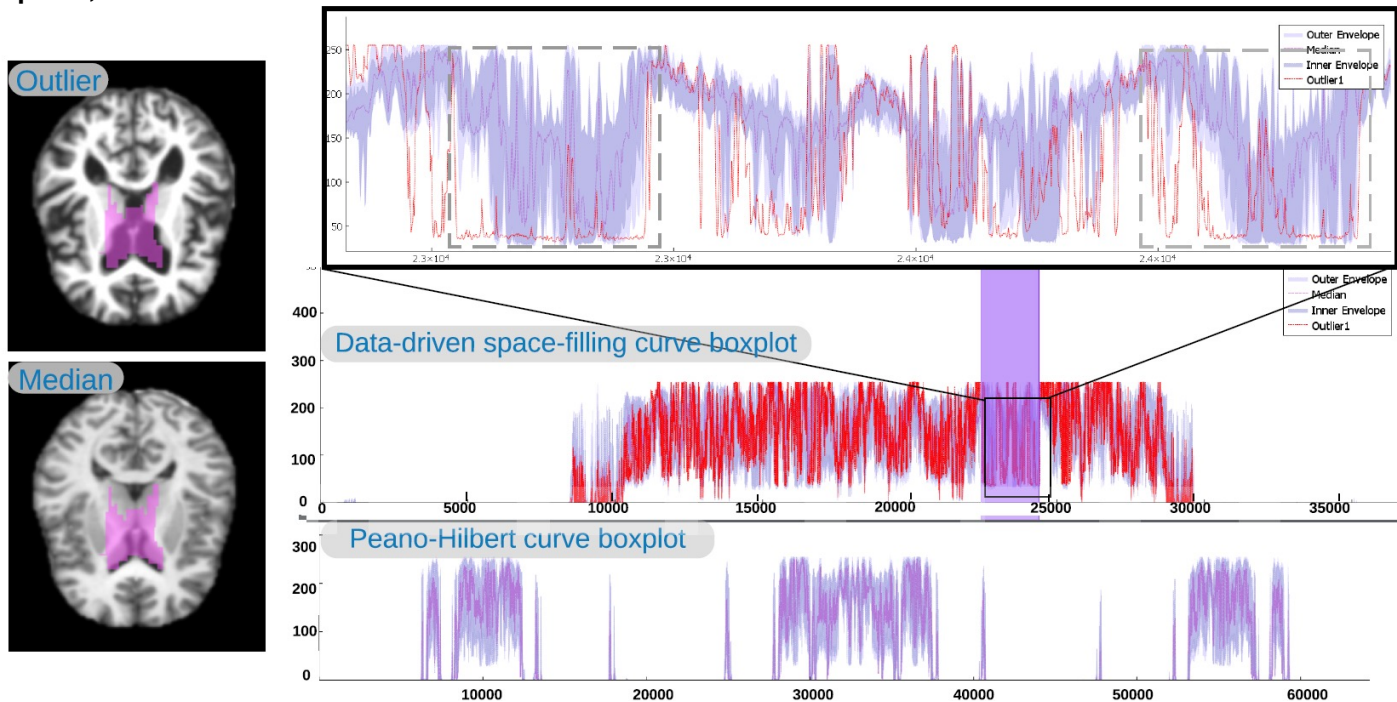 Outlier
Outer Envelope
Median
Inner Envelope
Outlier1
250
200
150
100
50
2.3×10⁴
2.3×10⁴
2.4×10⁴
2.4×10⁴
Outer Envelope
Median
Inner Envelope
Outlier1
400
Data-driven space-filling curve boxplot
300
200
100
0
0 5000 10000 15000 20000 25000 30000 35000
Median
Peano-Hilbert curve boxplot
300
200
100
0
10000 20000 30000 40000 50000 60000